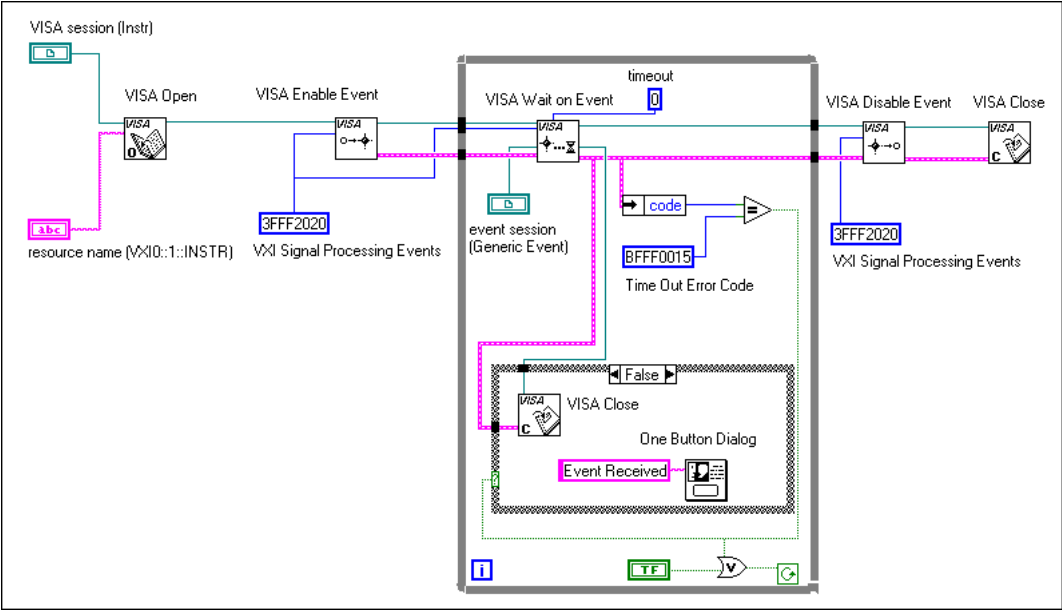 VISA session (Instr)
VISA Open
VISA
O
abc
resource name (VXI0::1::INSTR)
VISA Enable Event
VISA
3FFF2020
VXI Signal Processing Events
timeout
0
VISA Wait on Event
VISA
event session
(Generic Event)
code
=
BFFF0015
Time Out Error Code
False
VISA
C
VISA Close
One Button Dialog
Event Received
?
i
TF
V
VISA Disable Event
VISA
3FFF2020
VXI Signal Processing Events
VISA Close
VISA
C